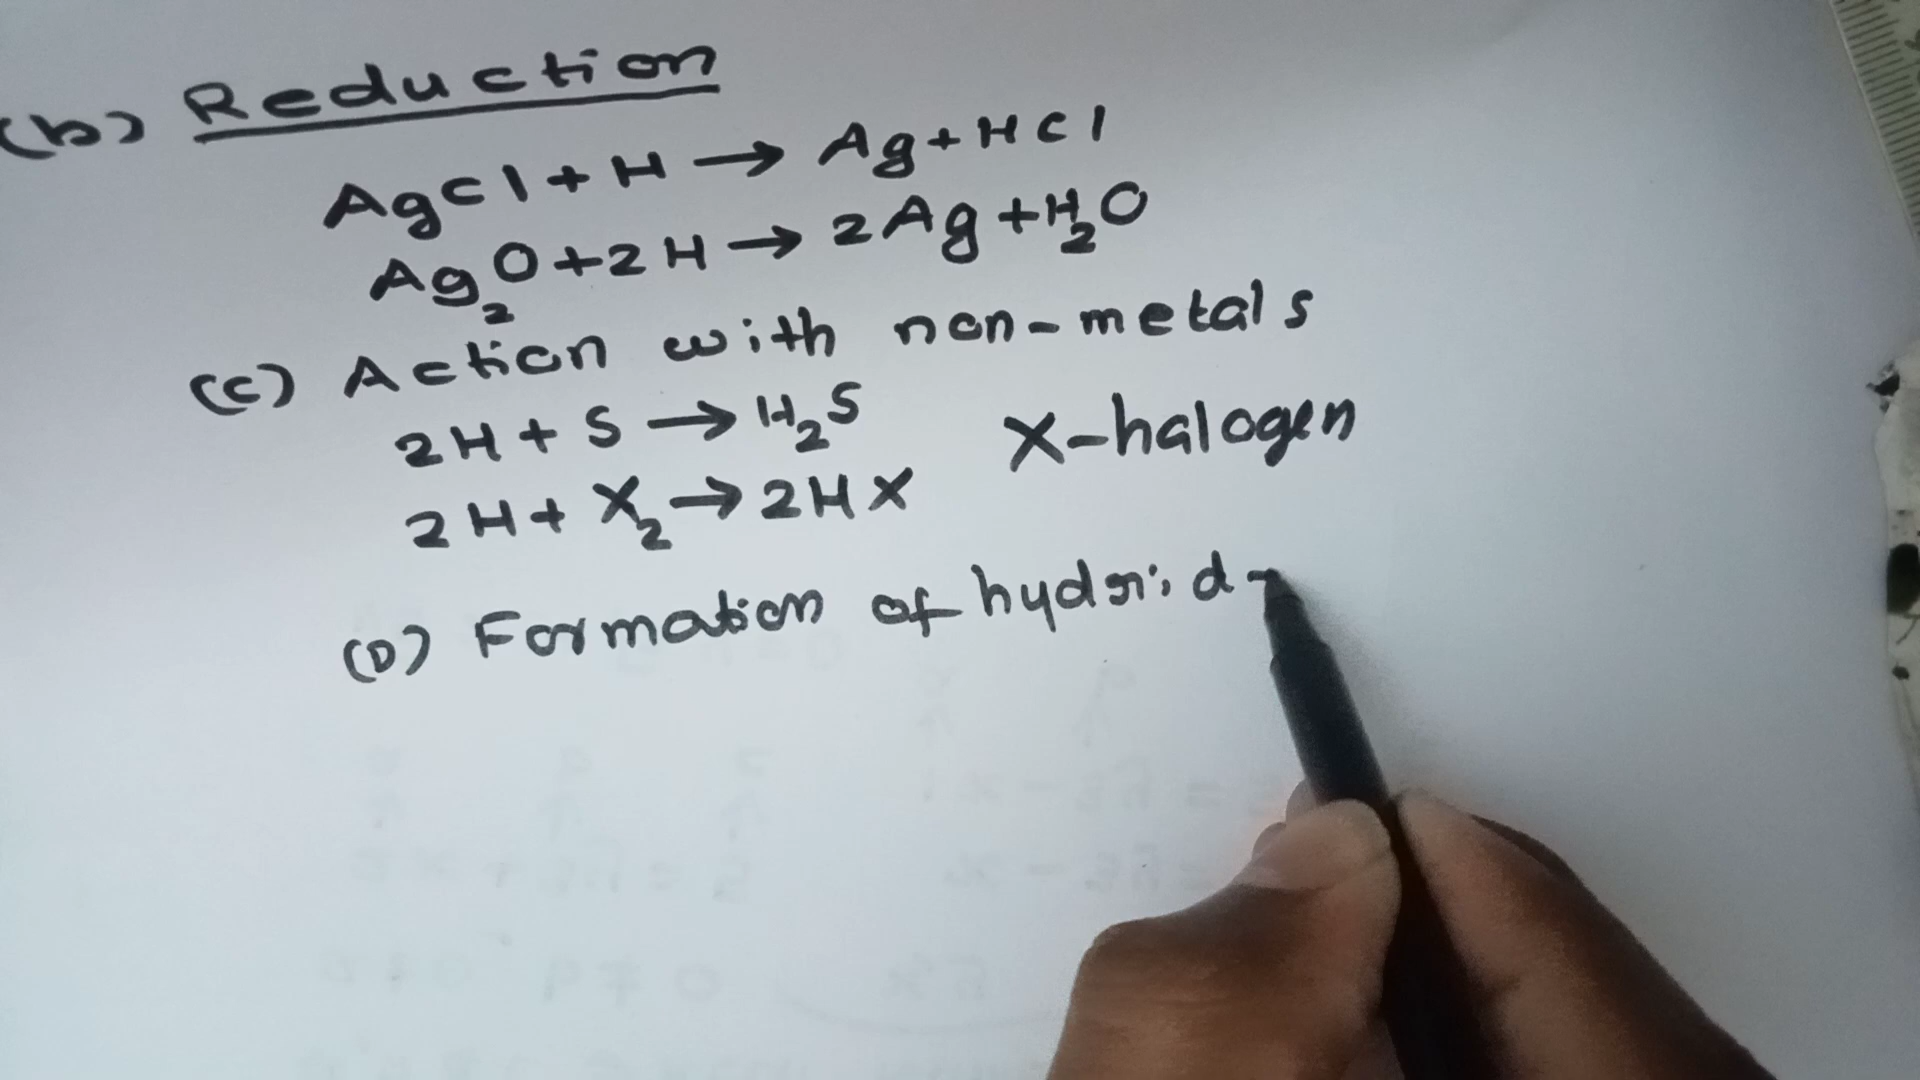 (b) Reduction
AgCl + H → Ag + HCl
Ag₂O + 2H → 2Ag + H₂O
(c) Action with non-metals
2H + S → H₂S X-halogen
2H + X₂ → 2HX
(D) Formation of hydrid